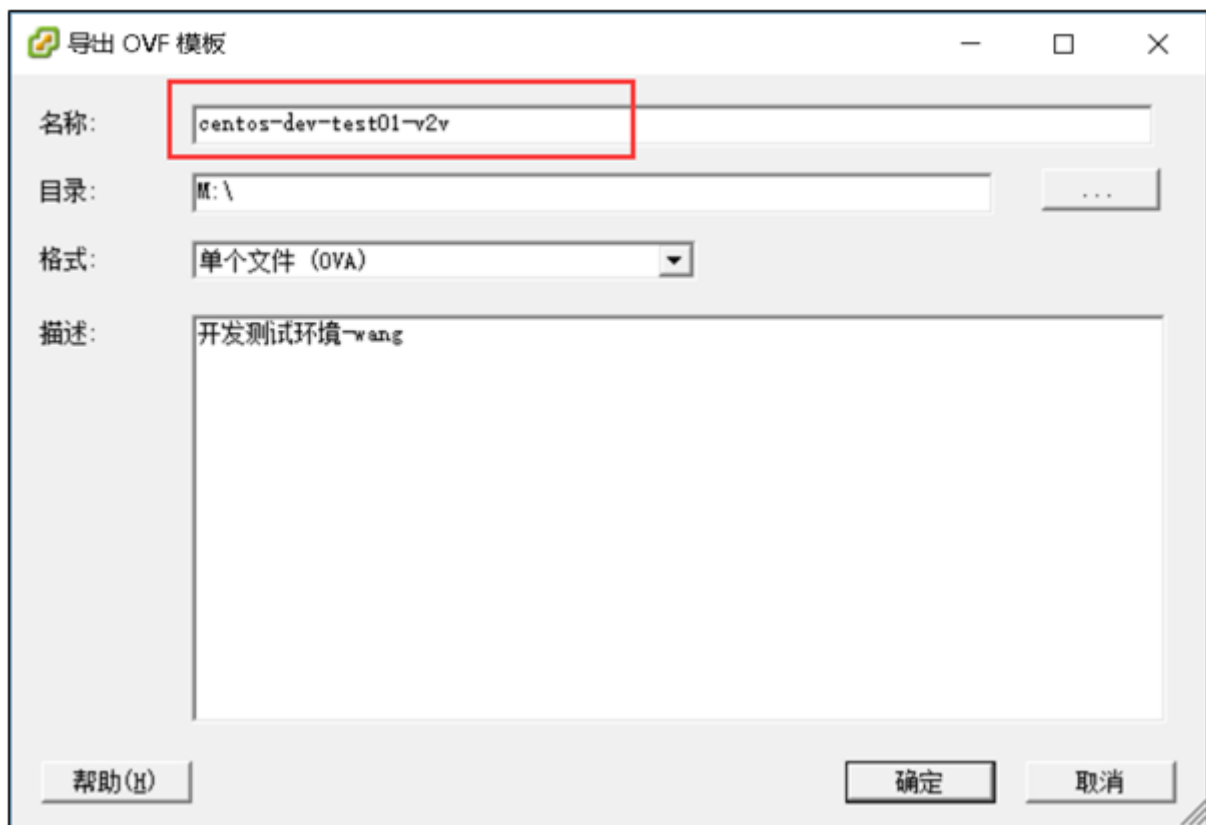 导出 OVF 模板
名称: centos-dev-test01-v2v
目录: M:\ ...
格式: 单个文件 (OVA)
描述: 开发测试环境-wang
帮助(H) 确定 取消